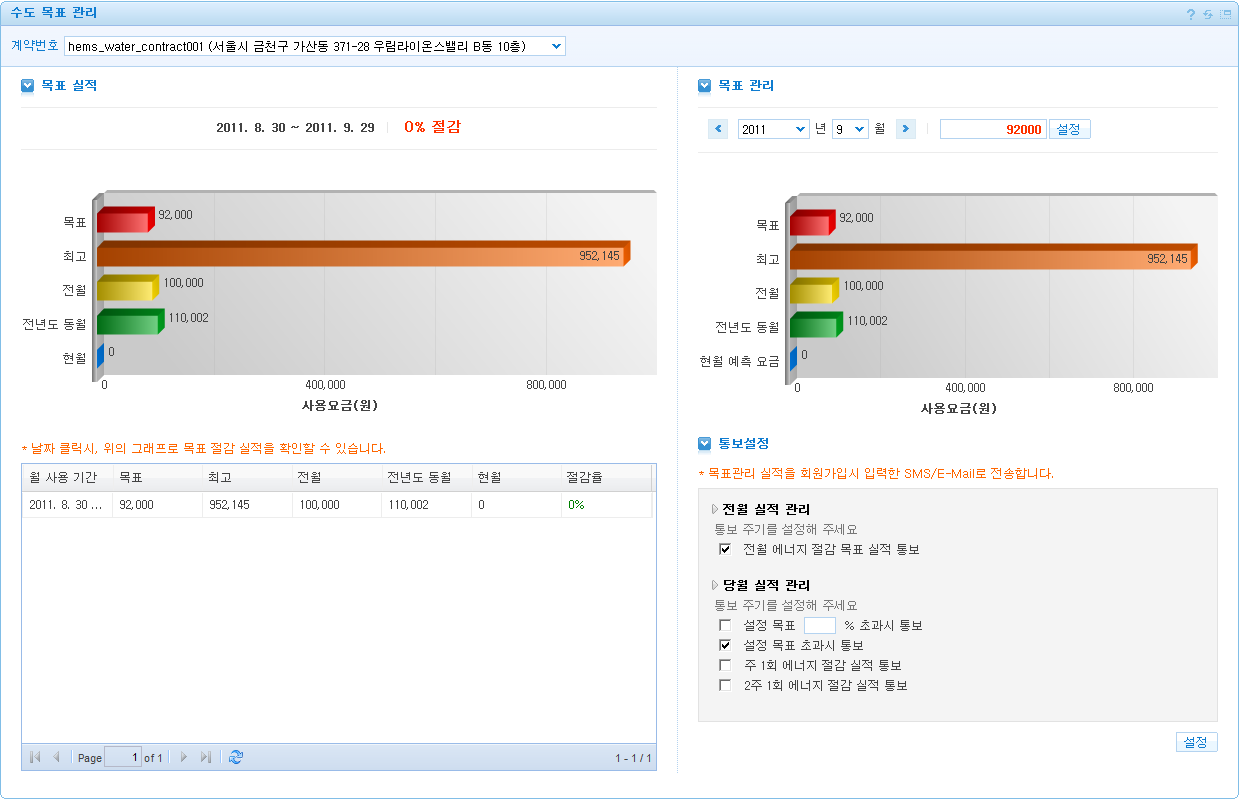 수도 목표 관리
계약번호 hems_water_contract001 (서울시 금천구 가산동 371-28 우림라이온스밸리 B동 10층)
목표 실적
2011. 8. 30 ~ 2011. 9. 29 0% 절감
목표 92,000
최고 952,145
전월 100,000
전년도 동월 110,002
현월 0
0 400,000 800,000
사용요금(원)
* 날짜 클릭시, 위의 그래프로 목표 절감 실적을 확인할 수 있습니다.
월 사용 기간 목표 최고 전월 전년도 동월 현월 절감율
2011. 8. 30 ... 92,000 952,145 100,000 110,002 0 0%
Page 1 of 1 1 - 1 / 1
목표 관리
2011 년 9 월 92000 설정
목표 92,000
최고 952,145
전월 100,000
전년도 동월 110,002
현월 예측 요금 0
0 400,000 800,000
사용요금(원)
통보설정
* 목표관리 실적을 회원가입시 입력한 SMS/E-Mail로 전송합니다.
전월 실적 관리
통보 주기를 설정해 주세요
전월 에너지 절감 목표 실적 통보
당월 실적 관리
통보 주기를 설정해 주세요
설정 목표 % 초과시 통보
설정 목표 초과시 통보
주 1회 에너지 절감 실적 통보
2주 1회 에너지 절감 실적 통보
설정